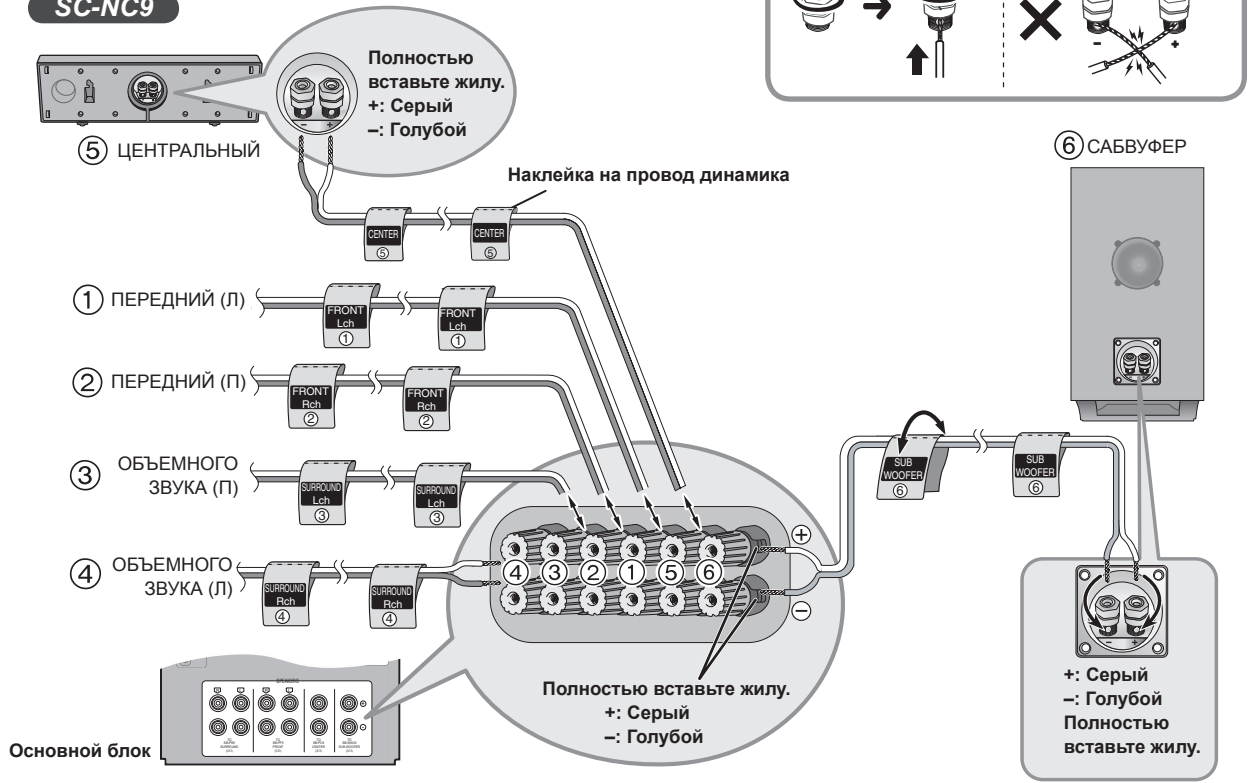 SC-NC9
Полностью
вставьте жилу.
+: Серый
–: Голубой
– +
⑤ ЦЕНТРАЛЬНЫЙ
- +
⑥ САБВУФЕР
Наклейка на провод динамика
CENTER
⑤
CENTER
⑤
① ПЕРЕДНИЙ (Л)
FRONT
Lch
①
FRONT
Lch
①
② ПЕРЕДНИЙ (П)
FRONT
Rch
②
FRONT
Rch
②
③ ОБЪЕМНОГО
ЗВУКА (П)
SURROUND
Lch
③
SURROUND
Lch
③
④ ОБЪЕМНОГО
ЗВУКА (Л)
SURROUND
Rch
④
SURROUND
Rch
④
④ ③ ② ① ⑤ ⑥
+
–
SUB
WOOFER
⑥
SUB
WOOFER
⑥
Полностью вставьте жилу.
+: Серый
–: Голубой
– +
+: Серый
–: Голубой
Полностью
вставьте жилу.
SPEAKERS
SURROUND
FRONT
CENTER
SUBWOOFER
Основной блок